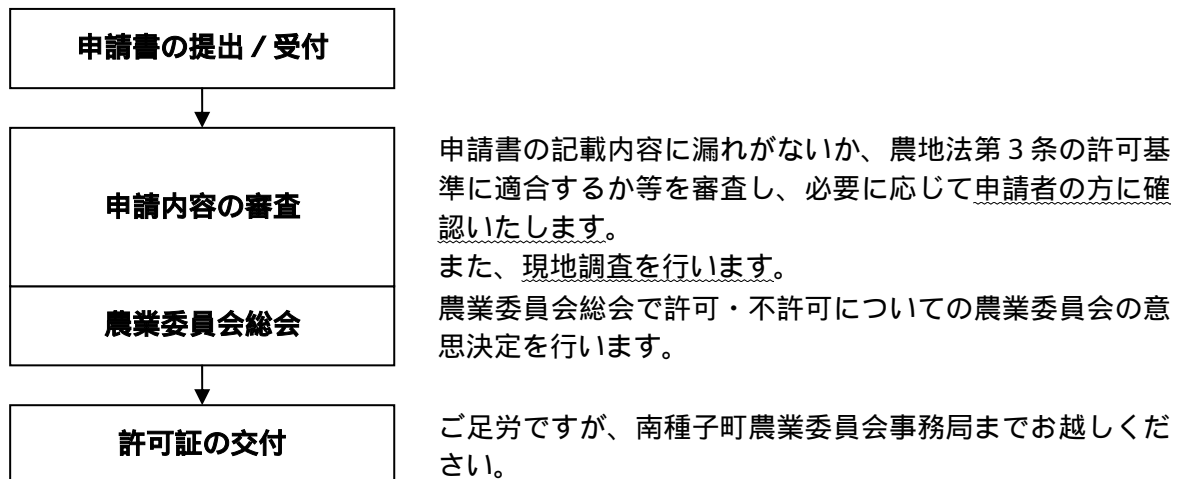 申請書の提出/受付
申請内容の審査
申請書の記載内容に漏れがないか、農地法第3条の許可基
準に適合するか等を審査し、必要に応じて申請者の方に確
認いたします。
また、現地調査を行います。
農業委員会総会
農業委員会総会で許可・不許可についての農業委員会の意
思決定を行います。
許可証の交付
ご足労ですが、南種子町農業委員会事務局までお越しくだ
さい。